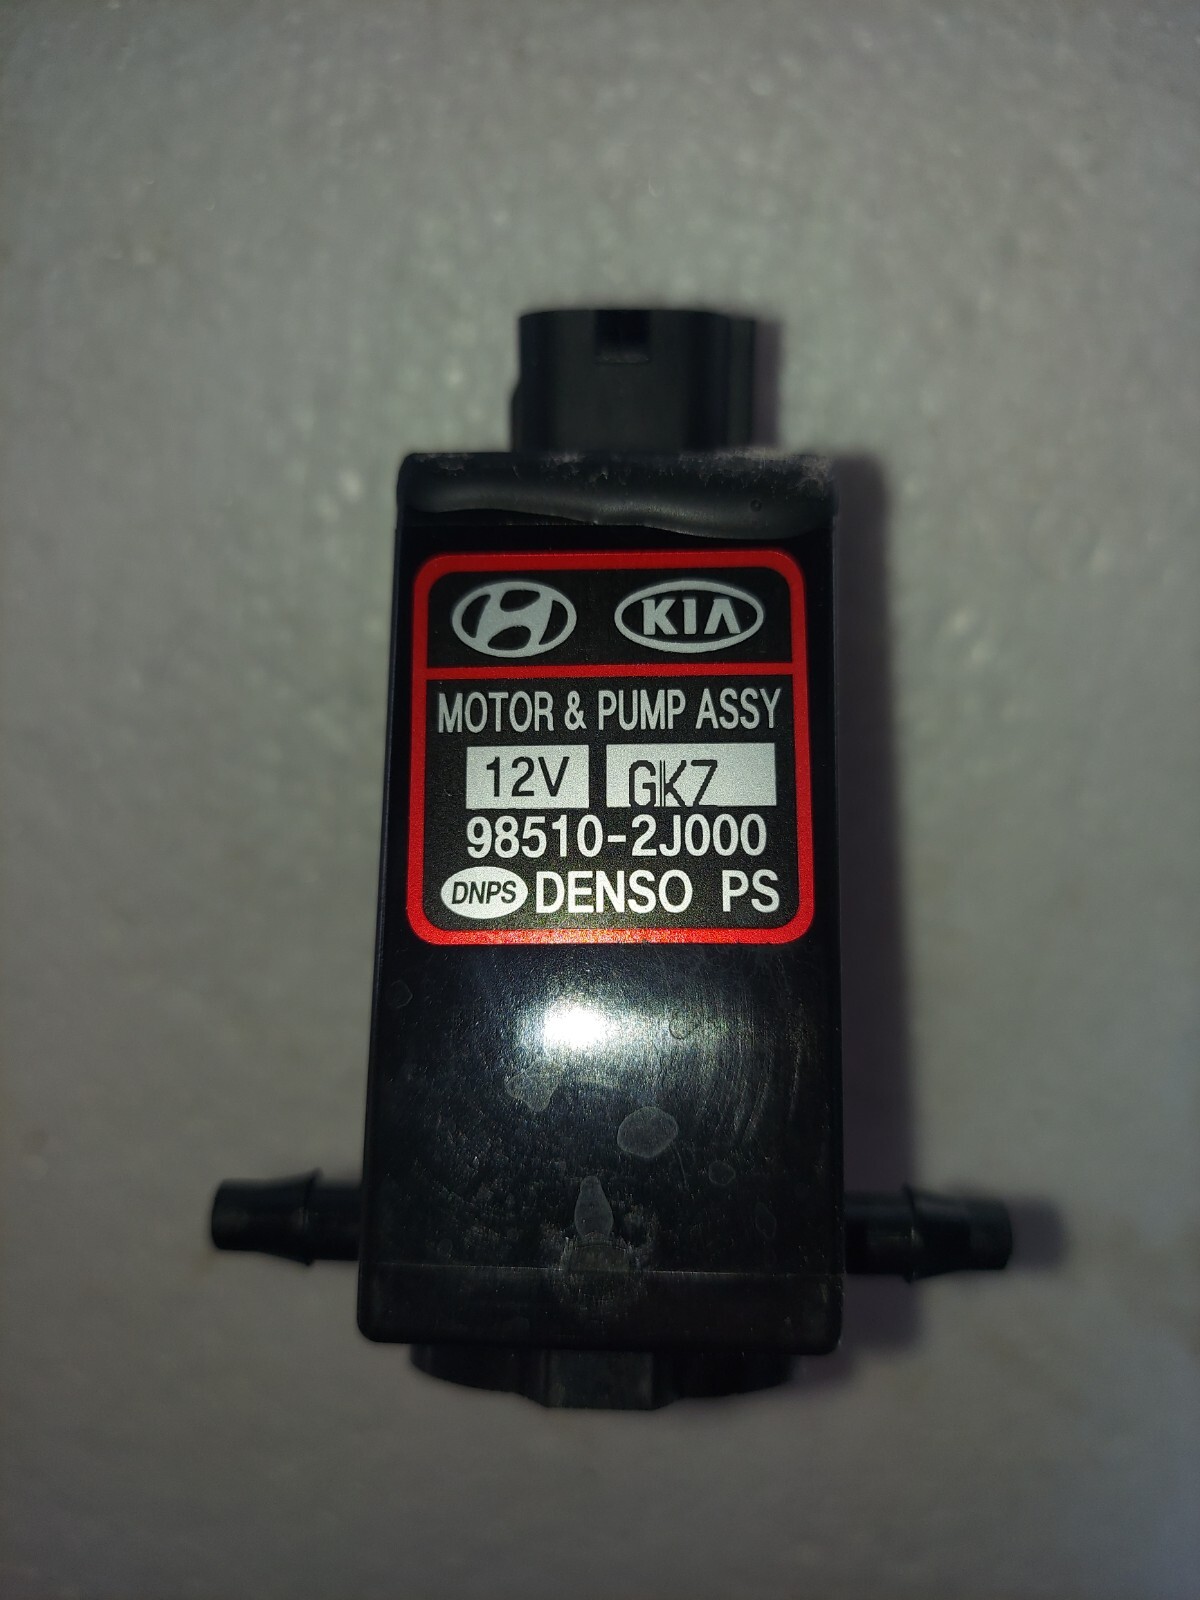 KIA
MOTOR & PUMP ASSY
12V GK7
98510-2J000
DNPS DENSO PS